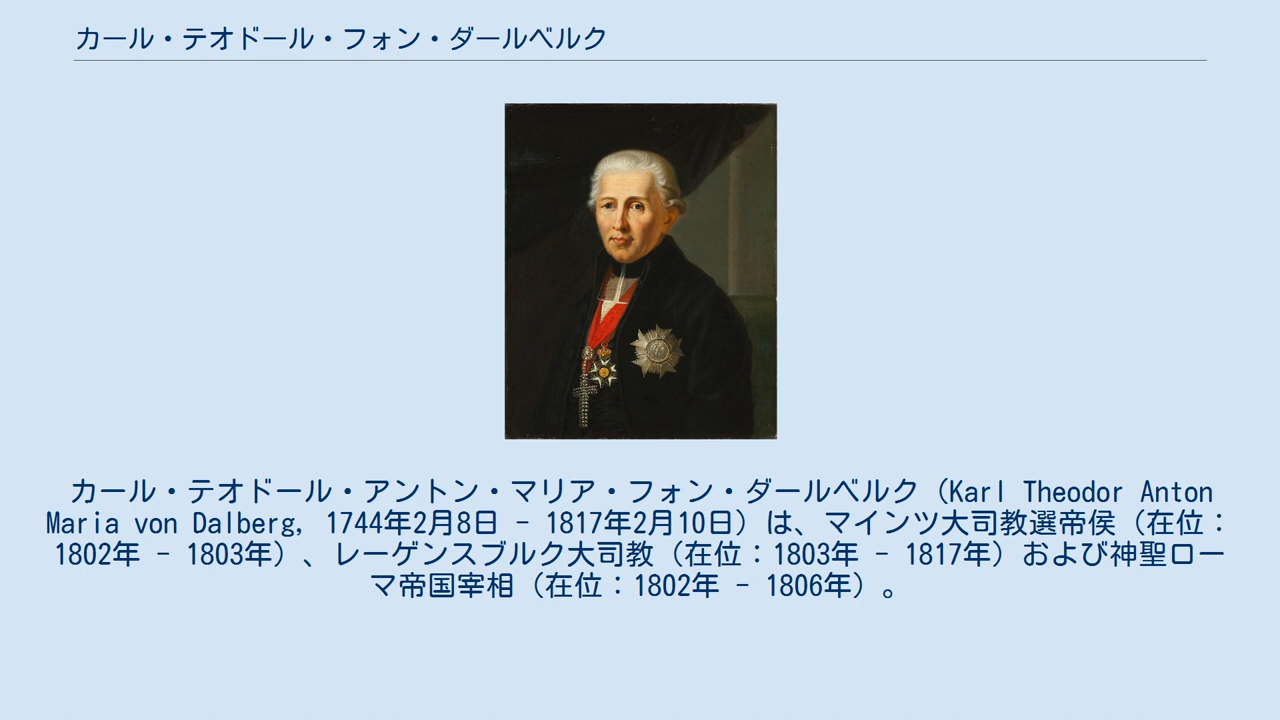 カール・テオドール・フォン・ダールベルク
カール・テオドール・アントン・マリア・フォン・ダールベルク（Karl Theodor Anton
Maria von Dalberg, 1744年2月8日 - 1817年2月10日）は、マインツ大司教選帝侯（在位：
1802年 - 1803年）、レーゲンスブルク大司教（在位：1803年 - 1817年）および神聖ロー
マ帝国宰相（在位：1802年 - 1806年）。